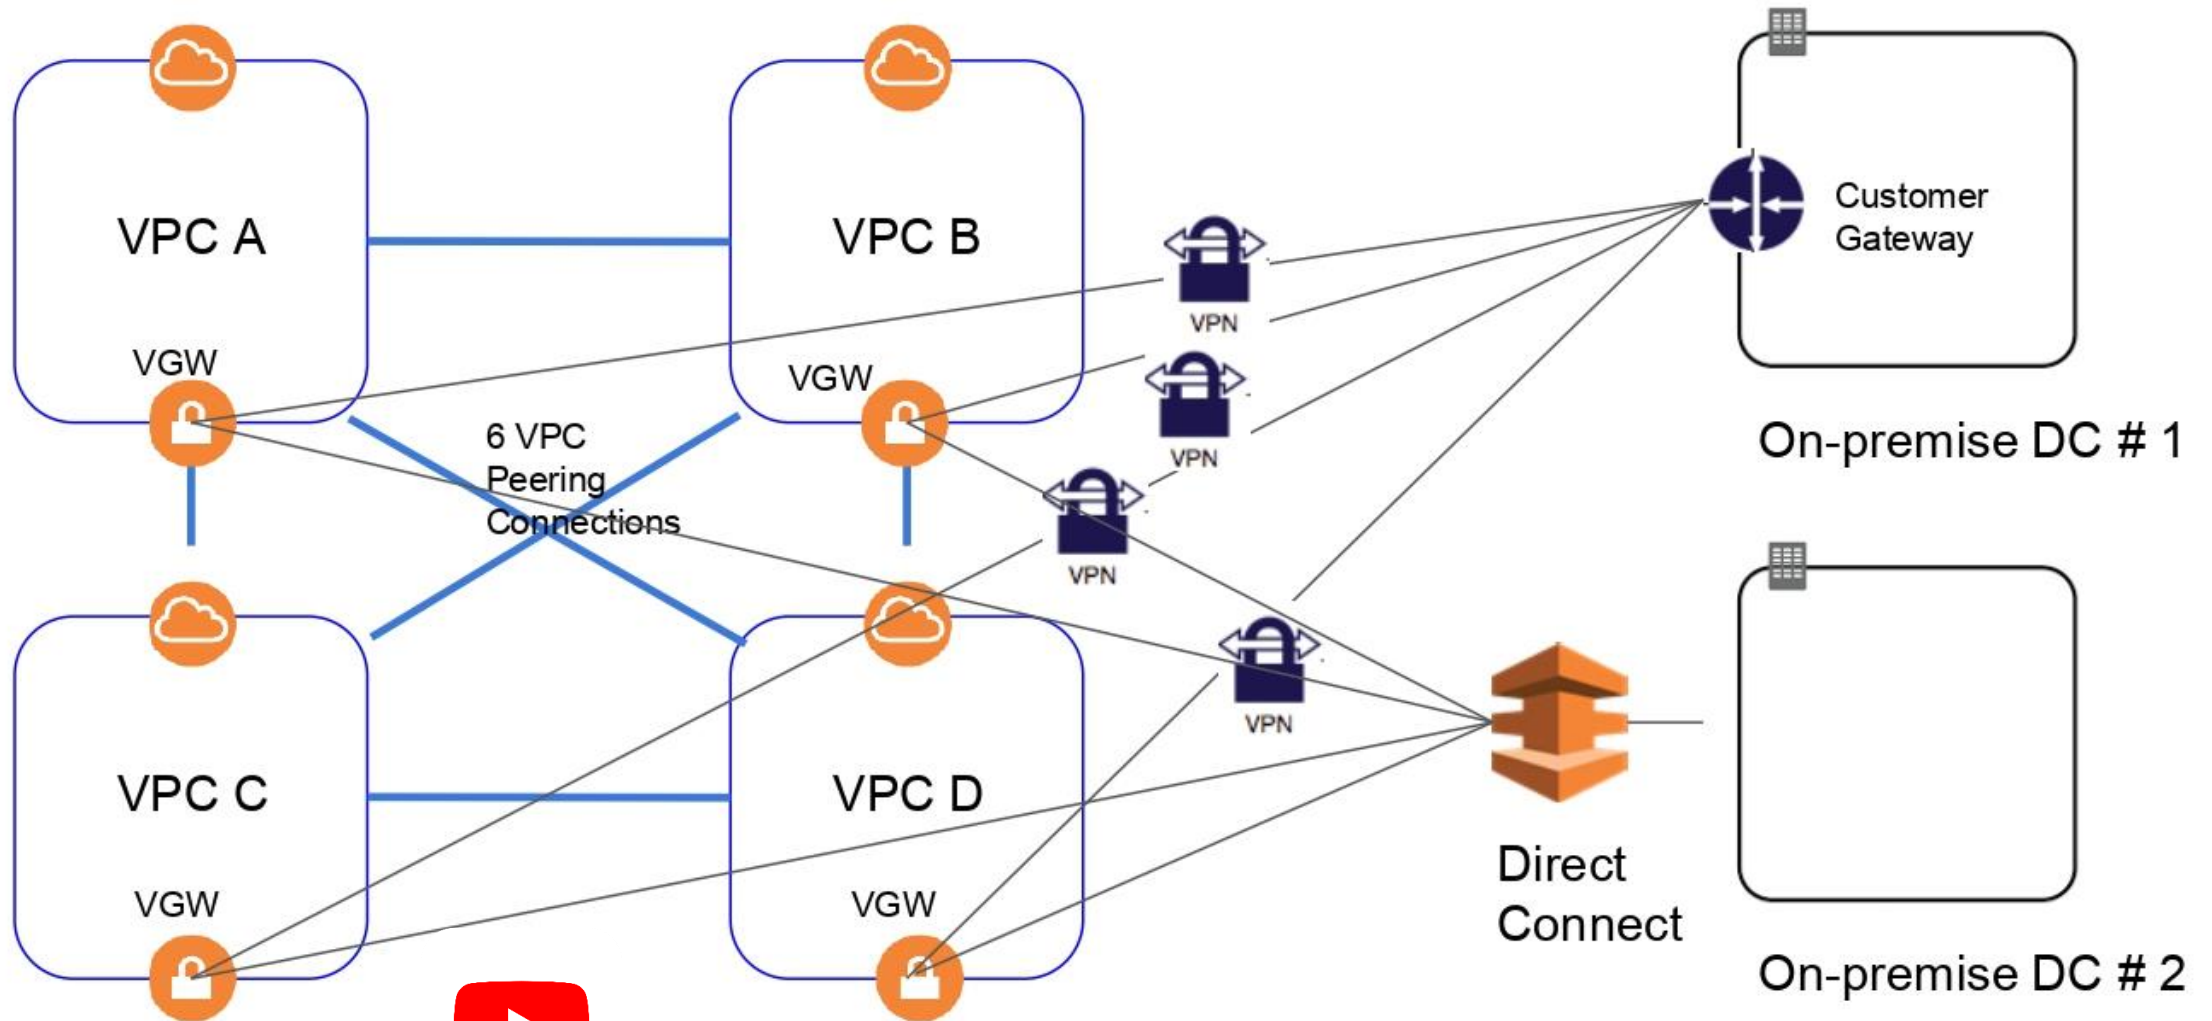 VPC A
VPC B
Customer
Gateway
VPN
VGW
VGW
6 VPC
Peering
Connections
VPN
On-premise DC # 1
VPN
VPN
VPC C
VPC D
Direct
Connect
VGW
VGW
On-premise DC # 2